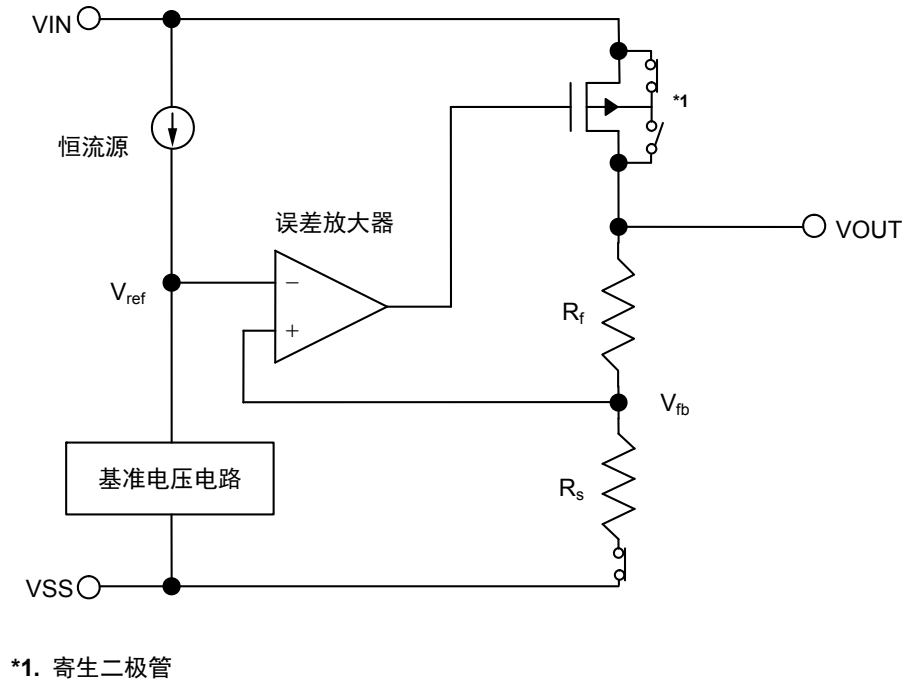 VIN
*1
恒流源
误差放大器
VOUT
Vref
−
+
Rf
Vfb
基准电压电路
Rs
VSS
*1. 寄生二极管